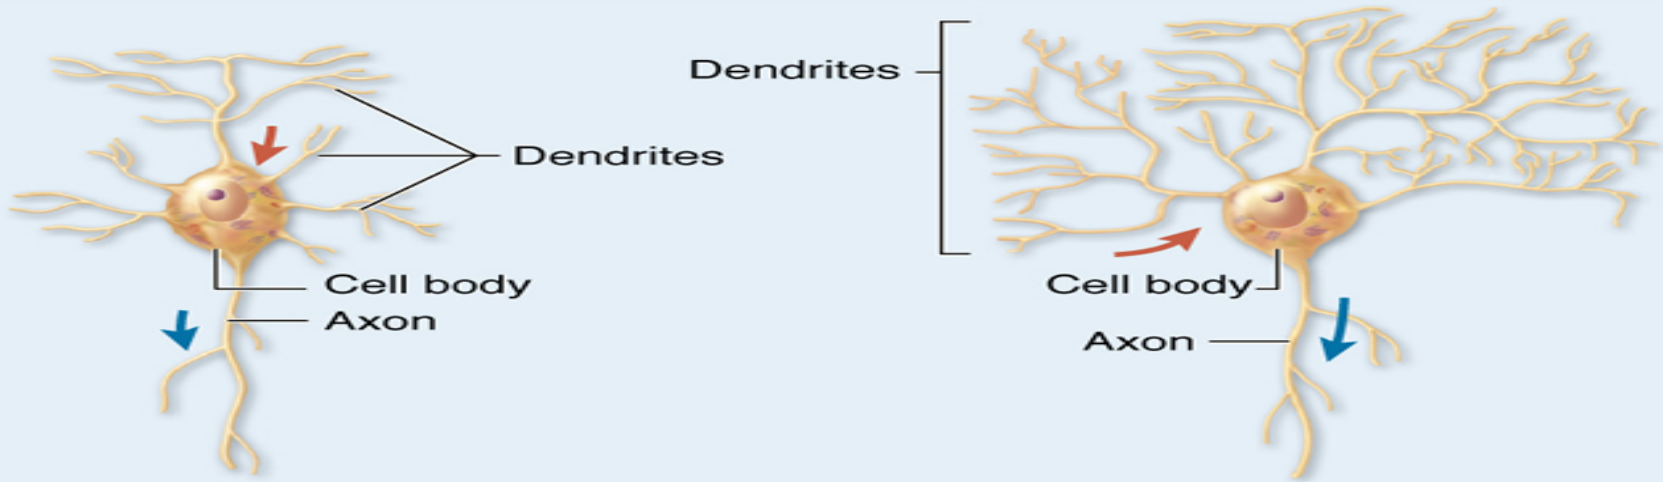 Dendrites
Cell body
Axon
Dendrites
Cell body
Axon